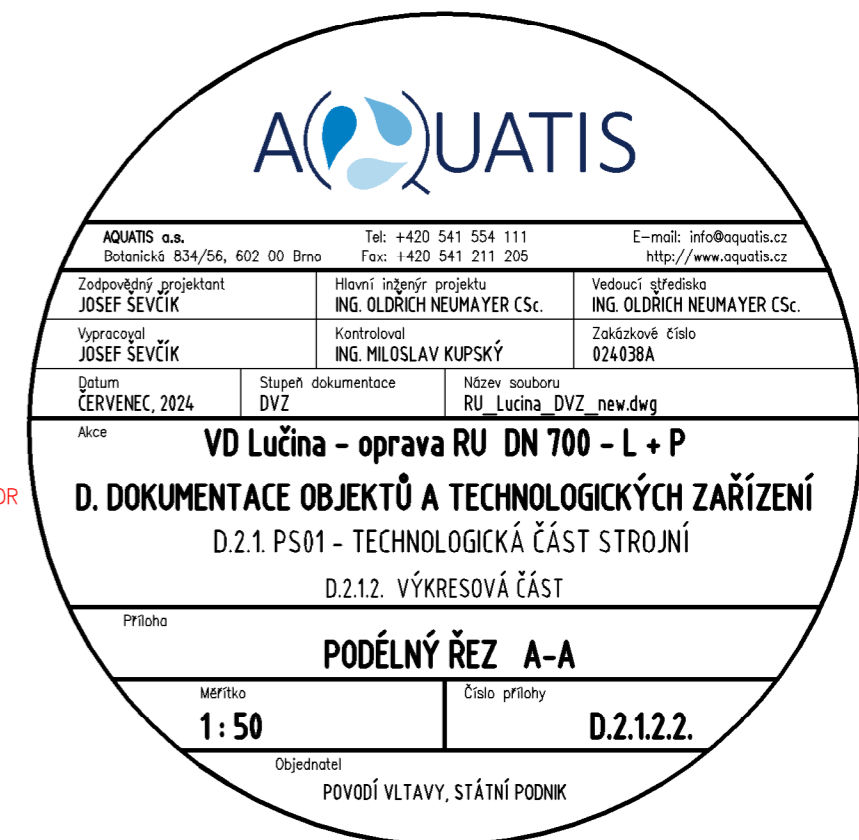 AQUATIS
AQUATIS a.s. Tel: +420 541 554 111 E-mail: info@aquatis.cz
Botanická 834/56, 602 00 Brno Fax: +420 541 211 205 http://www.aquatis.cz
Zodpovědný projektant Hlavní inženýr projektu Vedoucí střediska
JOSEF ŠEVČÍK ING. OLDŘICH NEUMAYER CSc. ING. OLDŘICH NEUMAYER CSc.
Vypracoval Kontroloval Zakázkové číslo
JOSEF ŠEVČÍK ING. MILOSLAV KUPSKÝ 024038A
Datum Stupeň dokumentace Název souboru
ČERVENEC, 2024 DVZ RU_Lucina_DVZ_new.dwg
Akce VD Lučina - oprava RU DN 700 - L + P
D. DOKUMENTACE OBJEKTŮ A TECHNOLOGICKÝCH ZAŘÍZENÍ
D.2.1. PS01 - TECHNOLOGICKÁ ČÁST STROJNÍ
D.2.1.2. VÝKRESOVÁ ČÁST
Příloha
PODÉLNÝ ŘEZ A-A
Měřítko Číslo přílohy
1 : 50 D.2.1.2.2.
Objednatel
POVODÍ VLTAVY, STÁTNÍ PODNIK